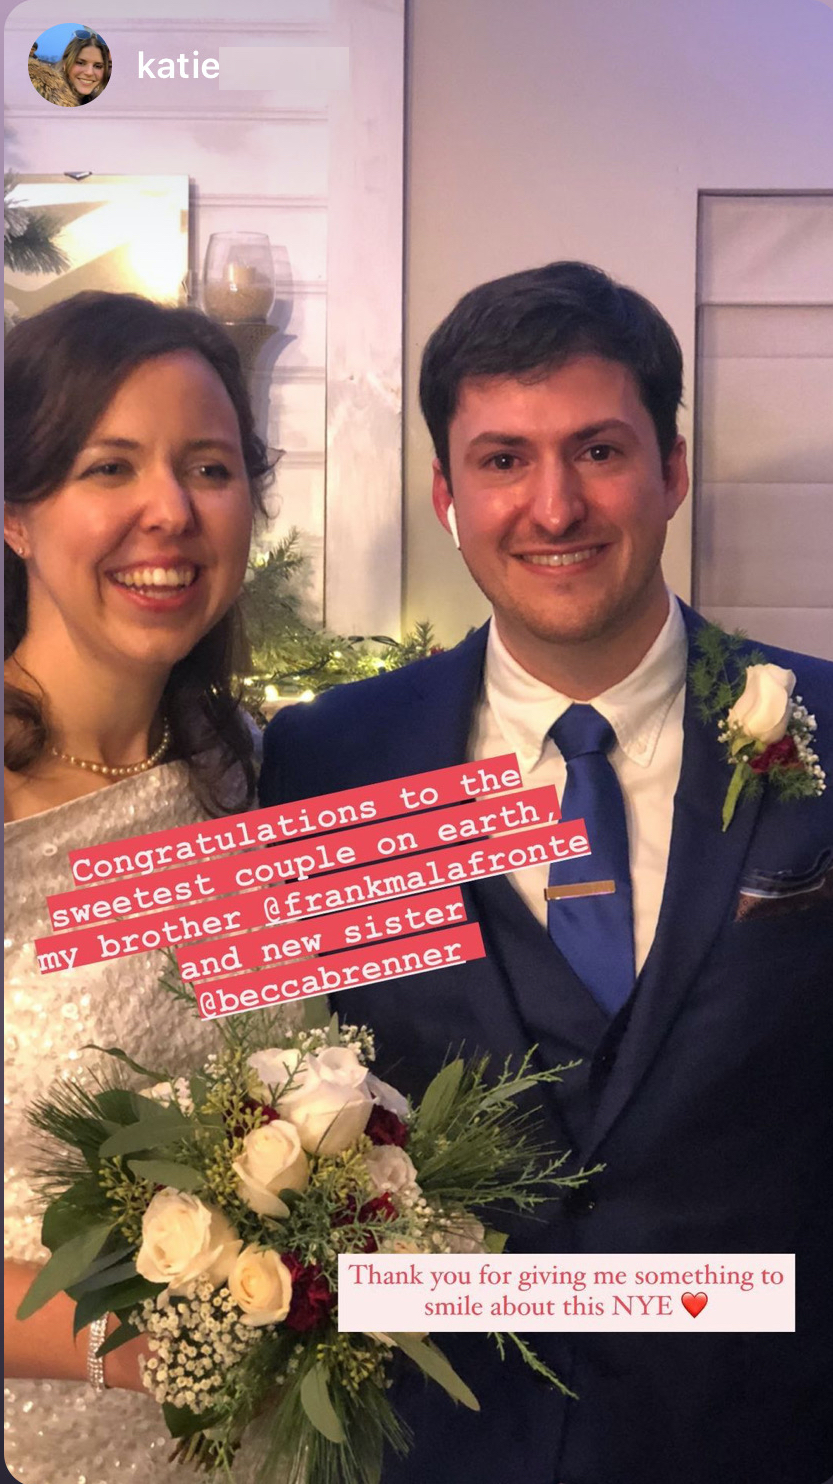 katie
Congratulations to the
sweetest couple on earth,
my brother @frankmalafronte
and new sister
@beccabrenner
Thank you for giving me something to
smile about this NYE ❤️